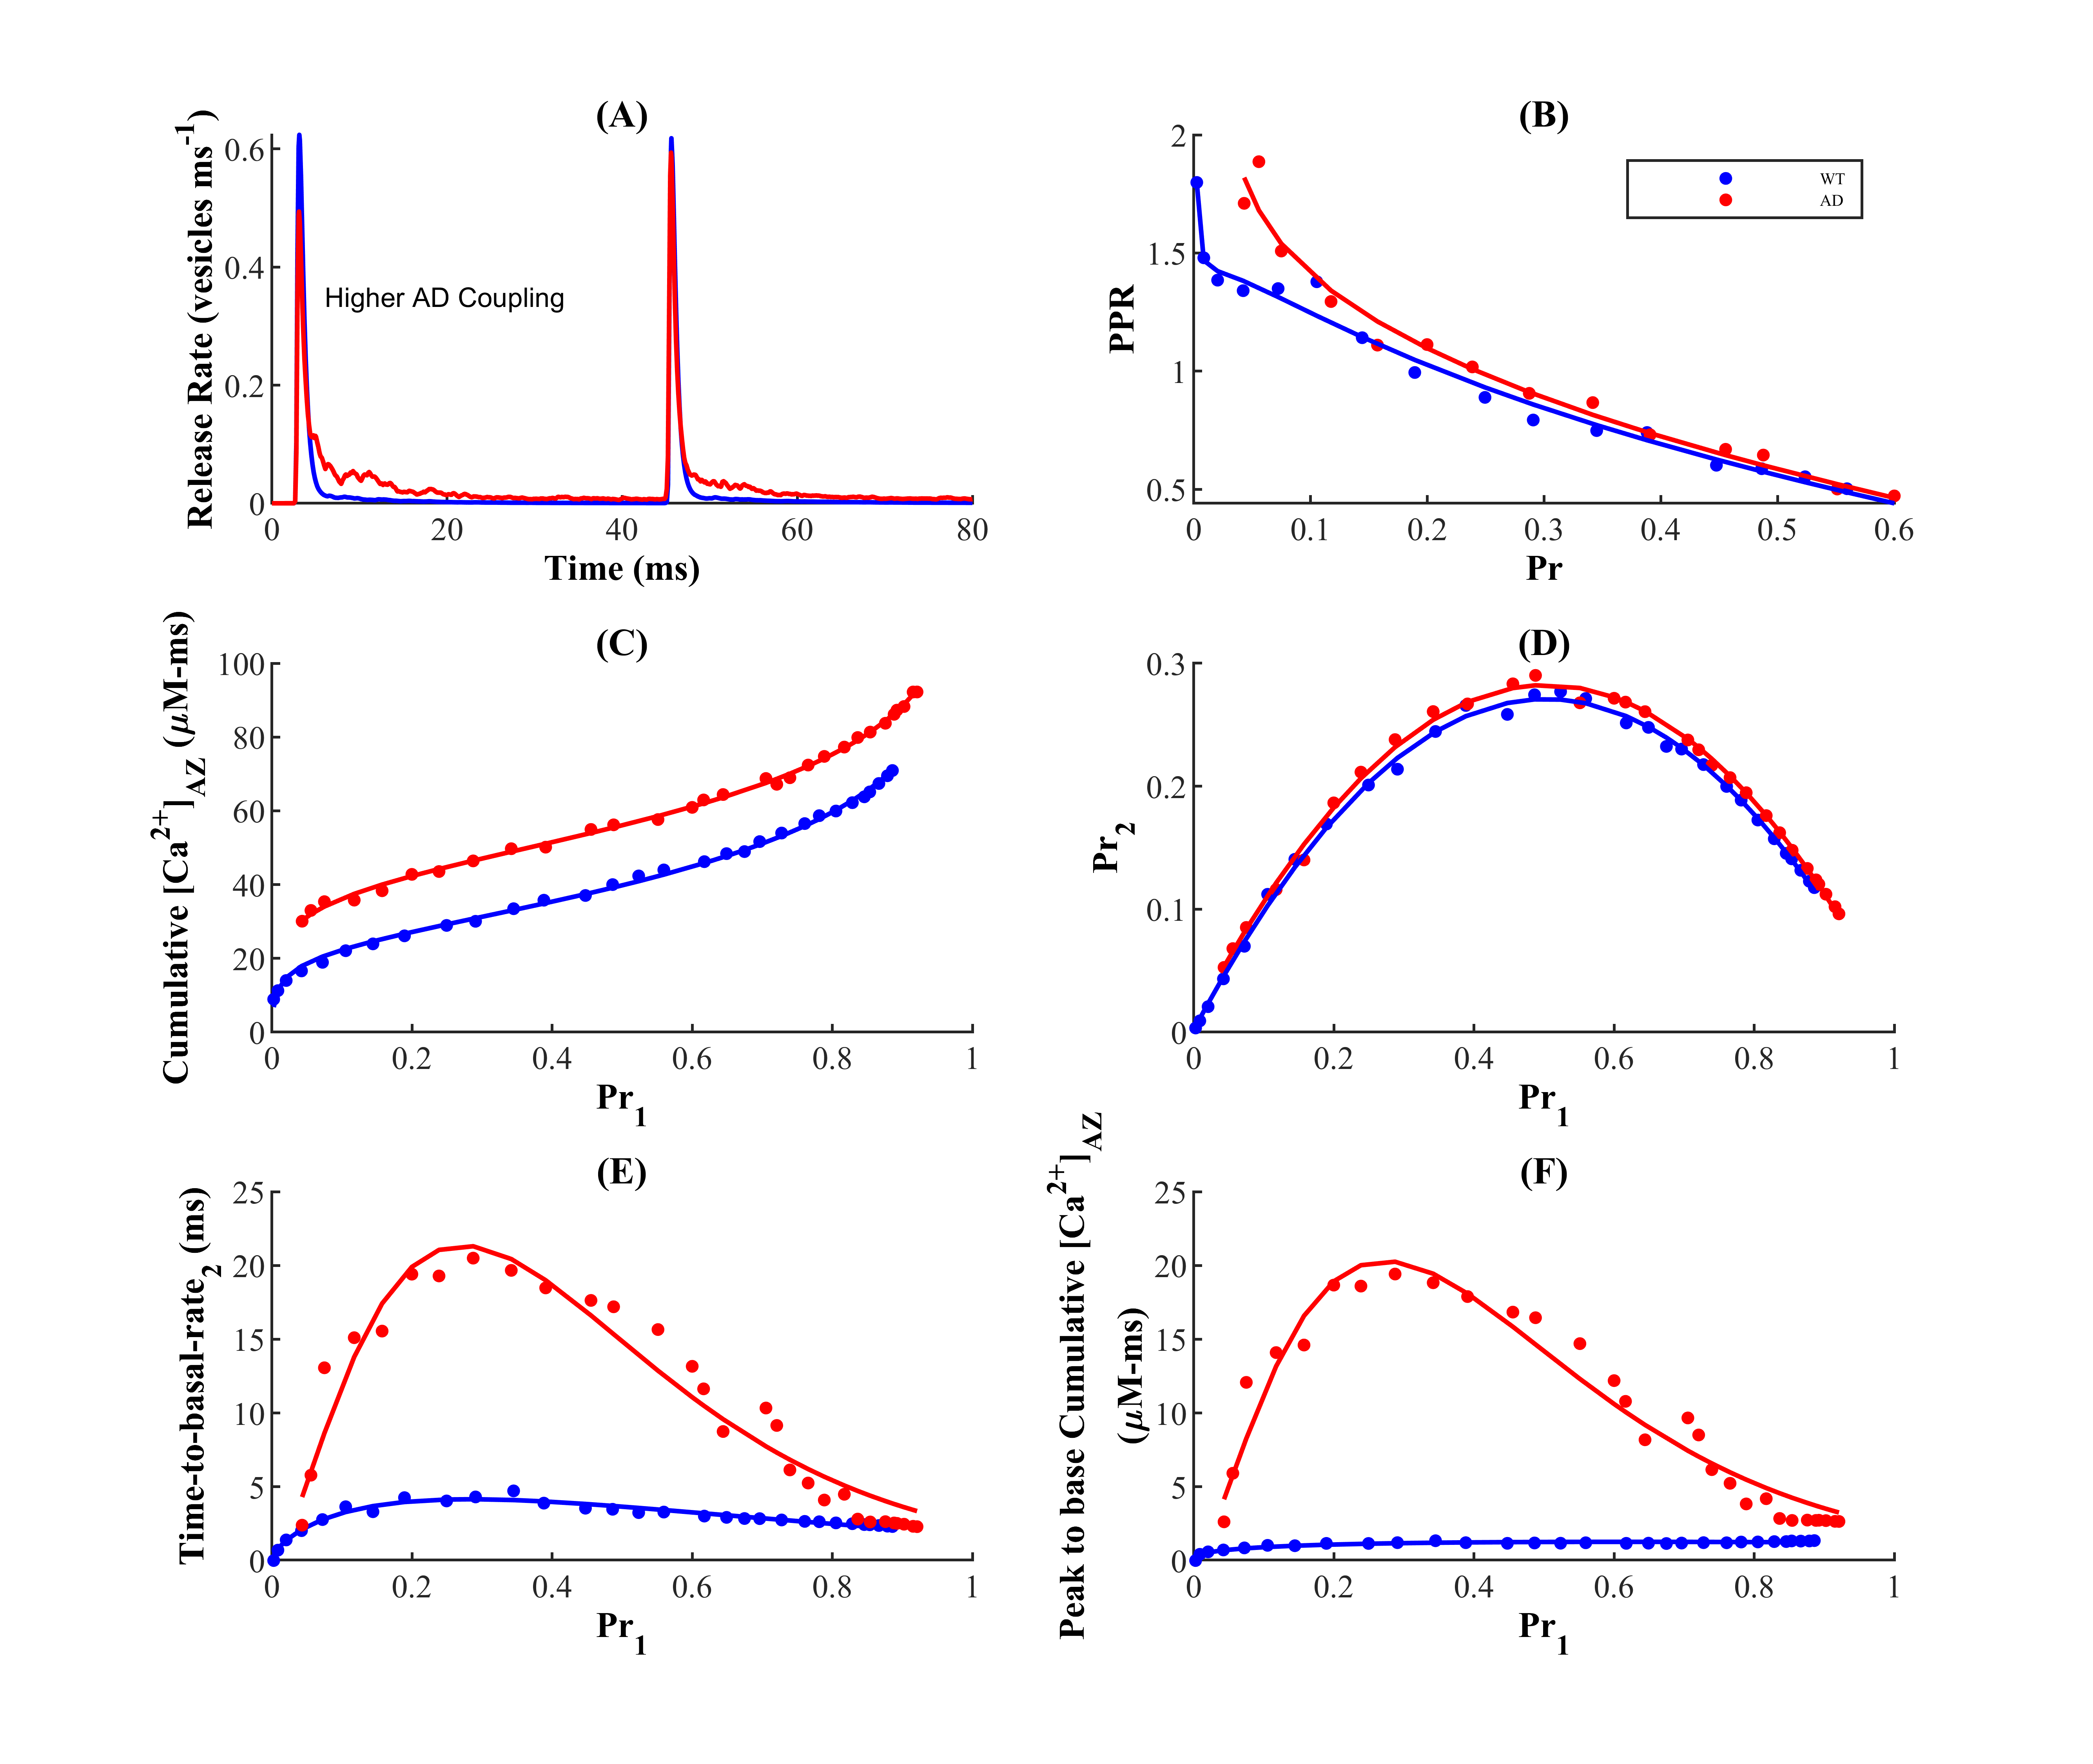 (A)
Release Rate (vesicles ms-1)
0.6
0.4
0.2
0
Higher AD Coupling
0 20 40 60 80
Time (ms)
(B)
PPR
2
1.5
1
0.5
WT
AD
0 0.1 0.2 0.3 0.4 0.5 0.6
Pr
(C)
Cumulative [Ca2+]AZ (μM-ms)
100
80
60
40
20
0
0 0.2 0.4 0.6 0.8 1
Pr1
(D)
Pr2
0.3
0.2
0.1
0
0 0.2 0.4 0.6 0.8 1
Pr1
(E)
Time-to-basal-rate2 (ms)
25
20
15
10
5
0
0 0.2 0.4 0.6 0.8 1
Pr1
(F)
Peak to base Cumulative [Ca2+]AZ
(μM-ms)
25
20
15
10
5
0
0 0.2 0.4 0.6 0.8 1
Pr1